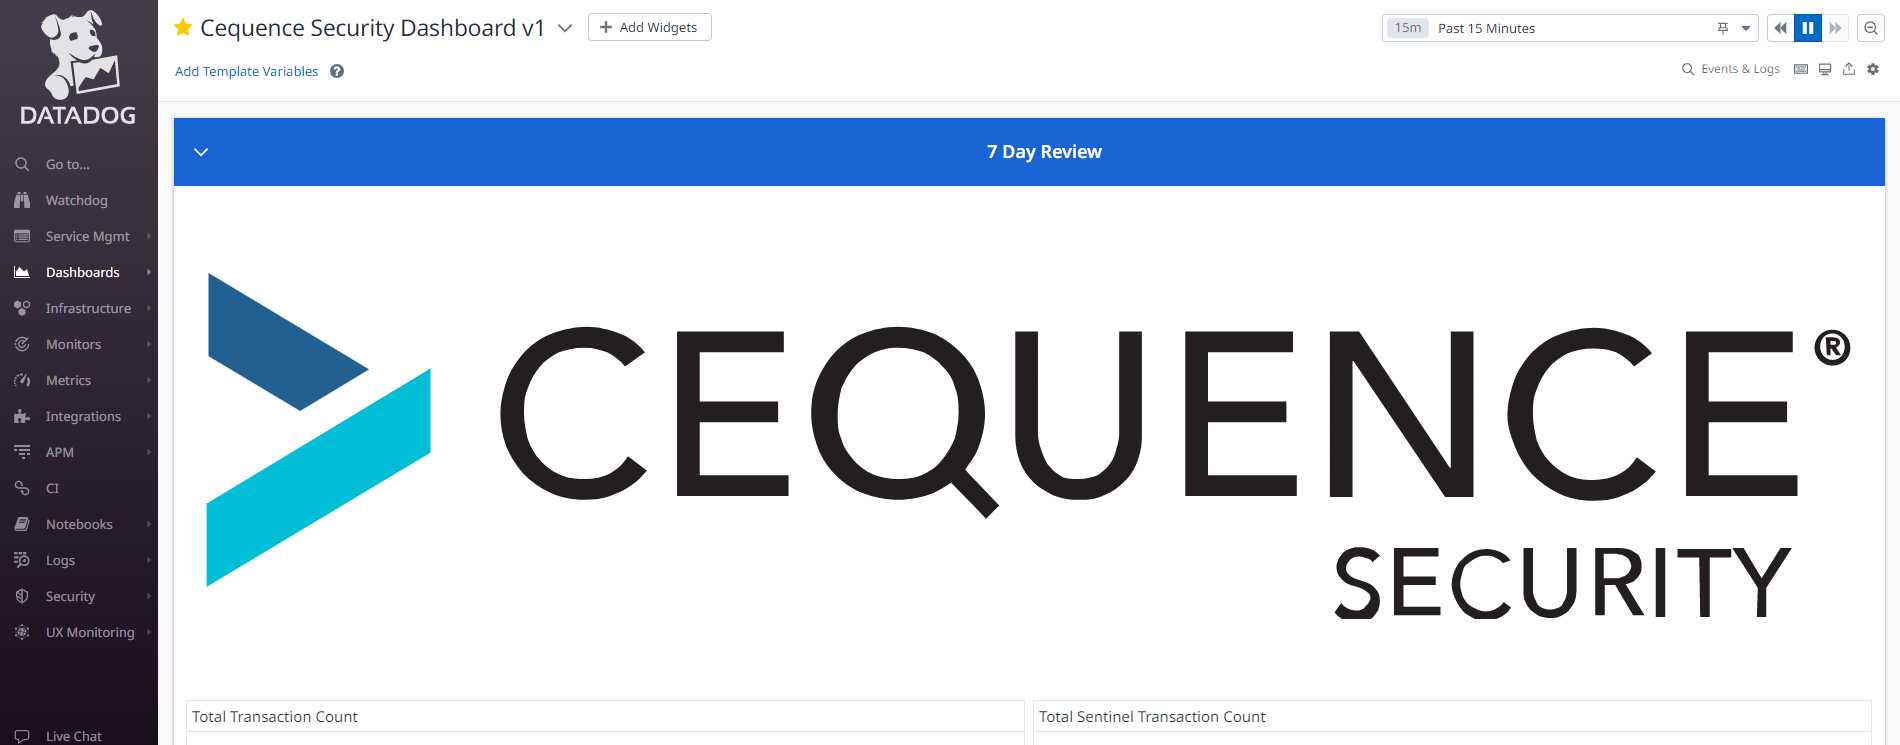 DATADOG
Go to...
Watchdog
Service Mgmt
Dashboards
Infrastructure
Monitors
Metrics
Integrations
APM
CI
Notebooks
Logs
Security
UX Monitoring
Live Chat
Cequence Security Dashboard v1
+ Add Widgets
15m Past 15 Minutes
Add Template Variables ?
Events & Logs
7 Day Review
CEQUENCE®
SECURITY
Total Transaction Count
Total Sentinel Transaction Count